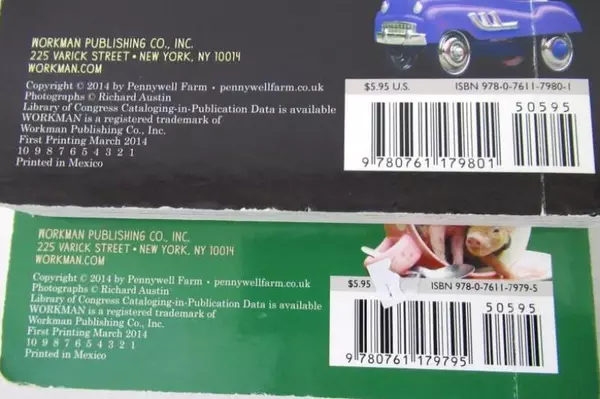 WORKMAN PUBLISHING CO., INC.
225 VARICK STREET • NEW YORK, NY 10014
WORKMAN.COM
Copyright © 2014 by Pennywell Farm • pennywellfarm.co.uk
Photographs © Richard Austin
Library of Congress Cataloging-in-Publication Data is available
WORKMAN is a registered trademark of
Workman Publishing Co., Inc.
First Printing March 2014
10 9 8 7 6 5 4 3 2 1
Printed in Mexico
$5.95 U.S. ISBN 978-0-7611-7980-1
50595
9 780761 179801
WORKMAN PUBLISHING CO., INC.
225 VARICK STREET • NEW YORK, NY 10014
WORKMAN.COM
Copyright © 2014 by Pennywell Farm • pennywellfarm.co.uk
Photographs © Richard Austin
Library of Congress Cataloging-in-Publication Data is available
WORKMAN is a registered trademark of
Workman Publishing Co., Inc.
First Printing March 2014
10 9 8 7 6 5 4 3 2 1
Printed in Mexico
$5.95 ISBN 978-0-7611-7979-5
50595
9 780761 179795